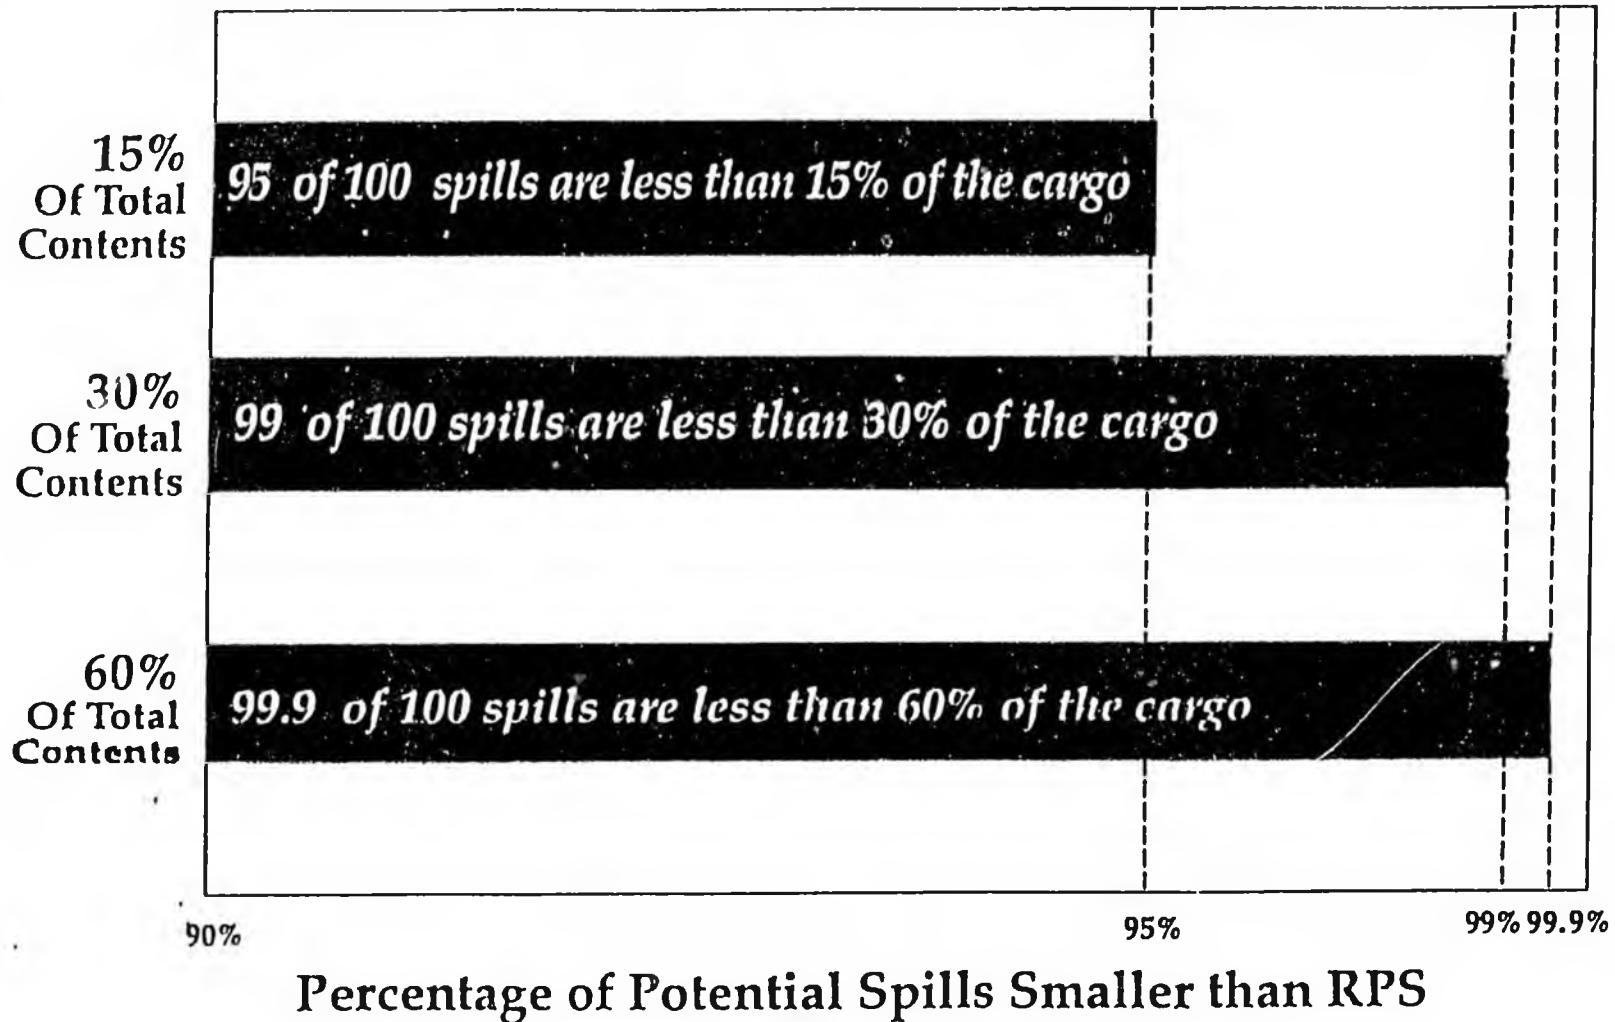 15%
Of Total
Contents
95 of 100 spills are less than 15% of the cargo
30%
Of Total
Contents
99 of 100 spills are less than 30% of the cargo
60%
Of Total
Contents
99.9 of 100 spills are less than 60% of the cargo
90% 95% 99% 99.9%
Percentage of Potential Spills Smaller than RPS